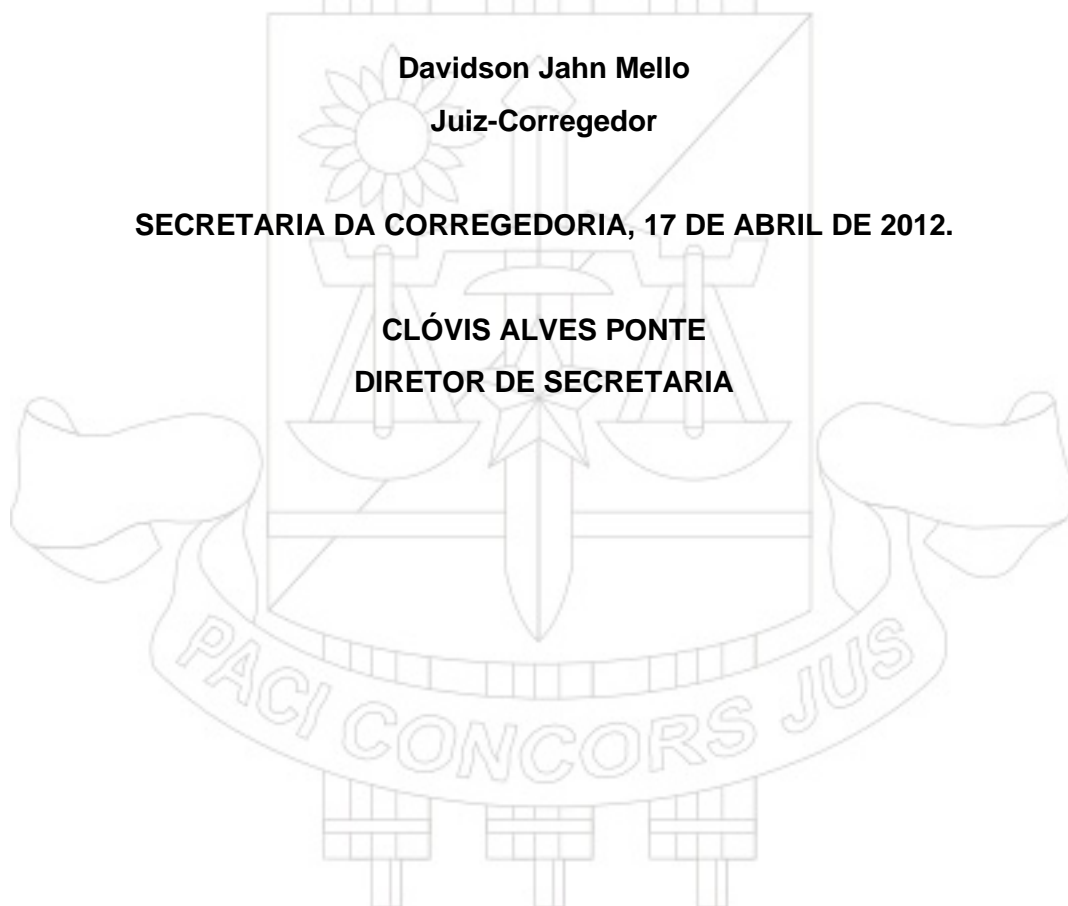 Davidson Jahn Mello
Juiz-Corregedor
SECRETARIA DA CORREGEDORIA, 17 DE ABRIL DE 2012.
CLÓVIS ALVES PONTE
DIRETOR DE SECRETARIA
PACI CONCORS JUS